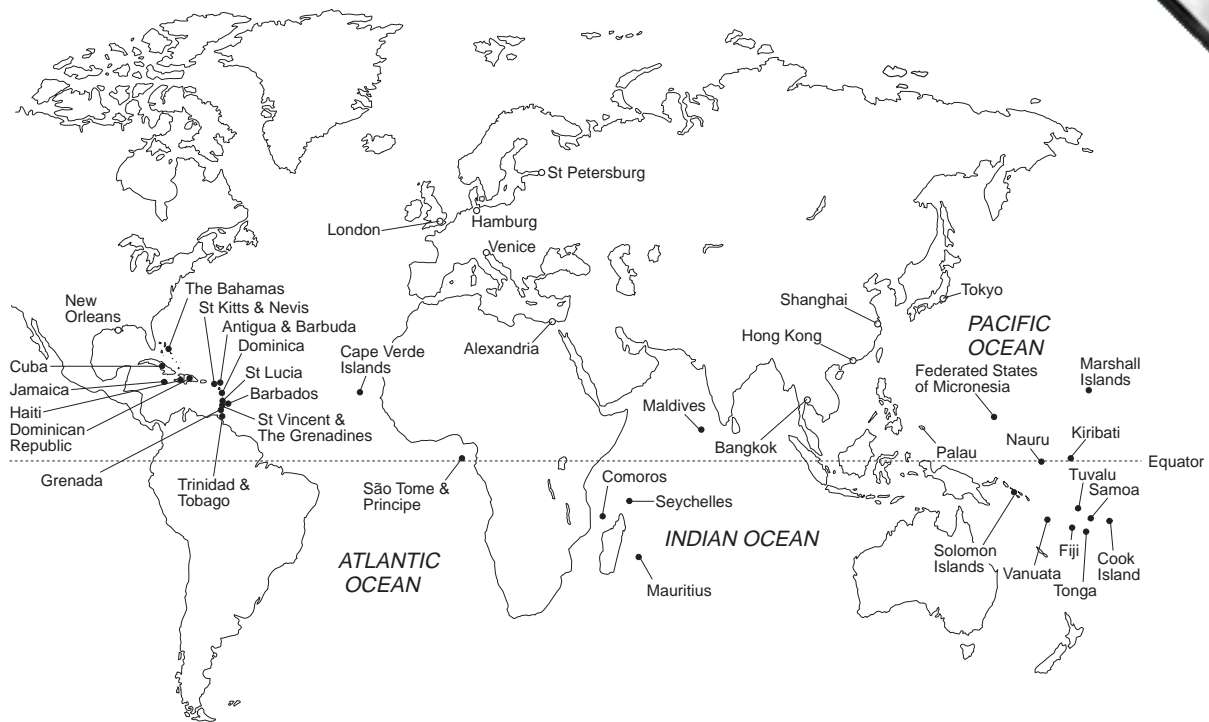 St Petersburg
London
Hamburg
Venice
The Bahamas
St Kitts & Nevis
Antigua & Barbuda
Dominica
New
Orleans
St Lucia
Barbados
St Vincent &
The Grenadines
Cuba
Jamaica
Haiti
Dominican
Republic
Grenada
Trinidad &
Tobago
Cape Verde
Islands
Alexandria
São Tome &
Principe
ATLANTIC
OCEAN
Maldives
Comoros
Seychelles
INDIAN OCEAN
Mauritius
Shanghai
Tokyo
Hong Kong
Bangkok
PACIFIC
OCEAN
Federated States
of Micronesia
Marshall
Islands
Palau
Nauru
Kiribati
Equator
Tuvalu
Samoa
Solomon
Islands
Vanuata
Fiji
Tonga
Cook
Island